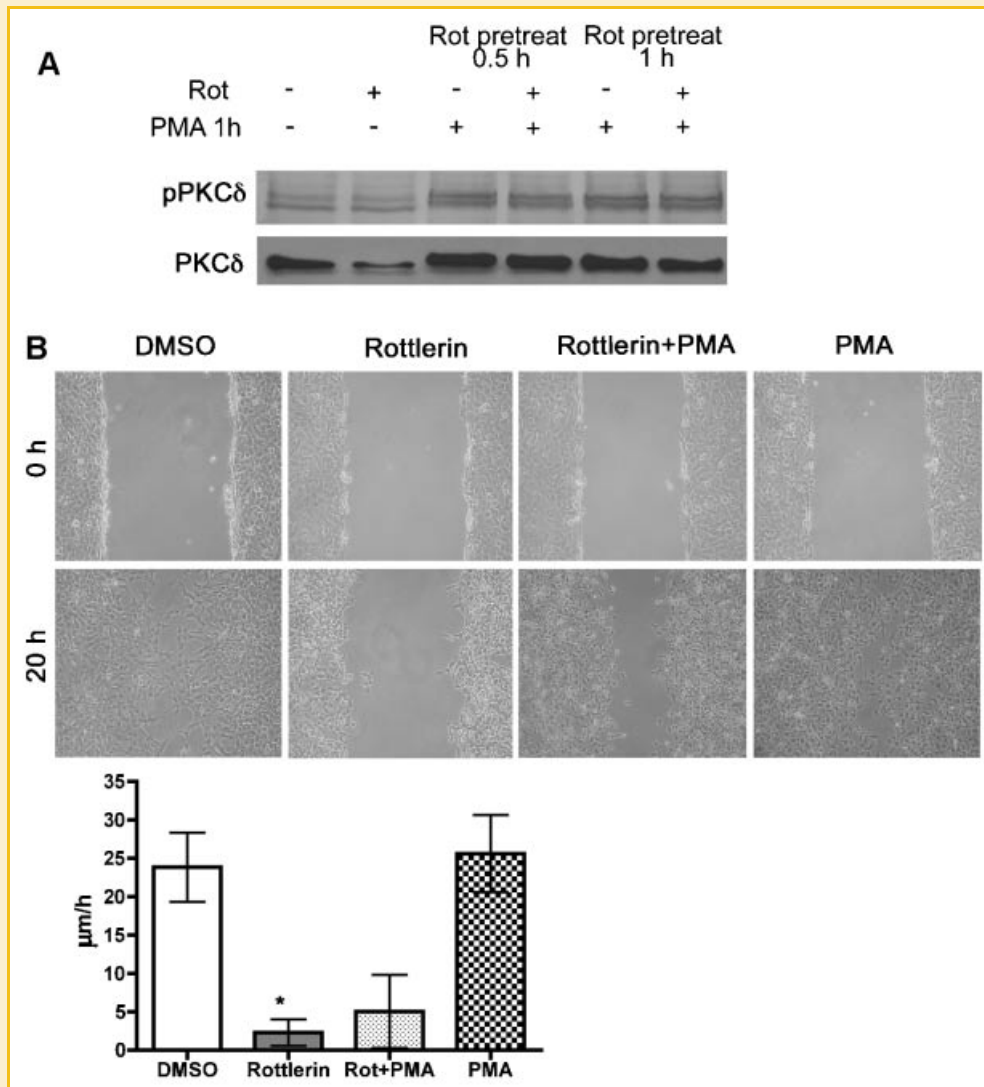 A
Rot pretreat Rot pretreat
0.5 h 1 h
Rot - + - + - +
PMA 1h - - + + + +
pPKCδ
PKCδ
B
DMSO Rottlerin Rottlerin+PMA PMA
0 h
20 h
35
30
25
20
15
10
5
0
µm/h
*
DMSO Rottlerin Rot+PMA PMA